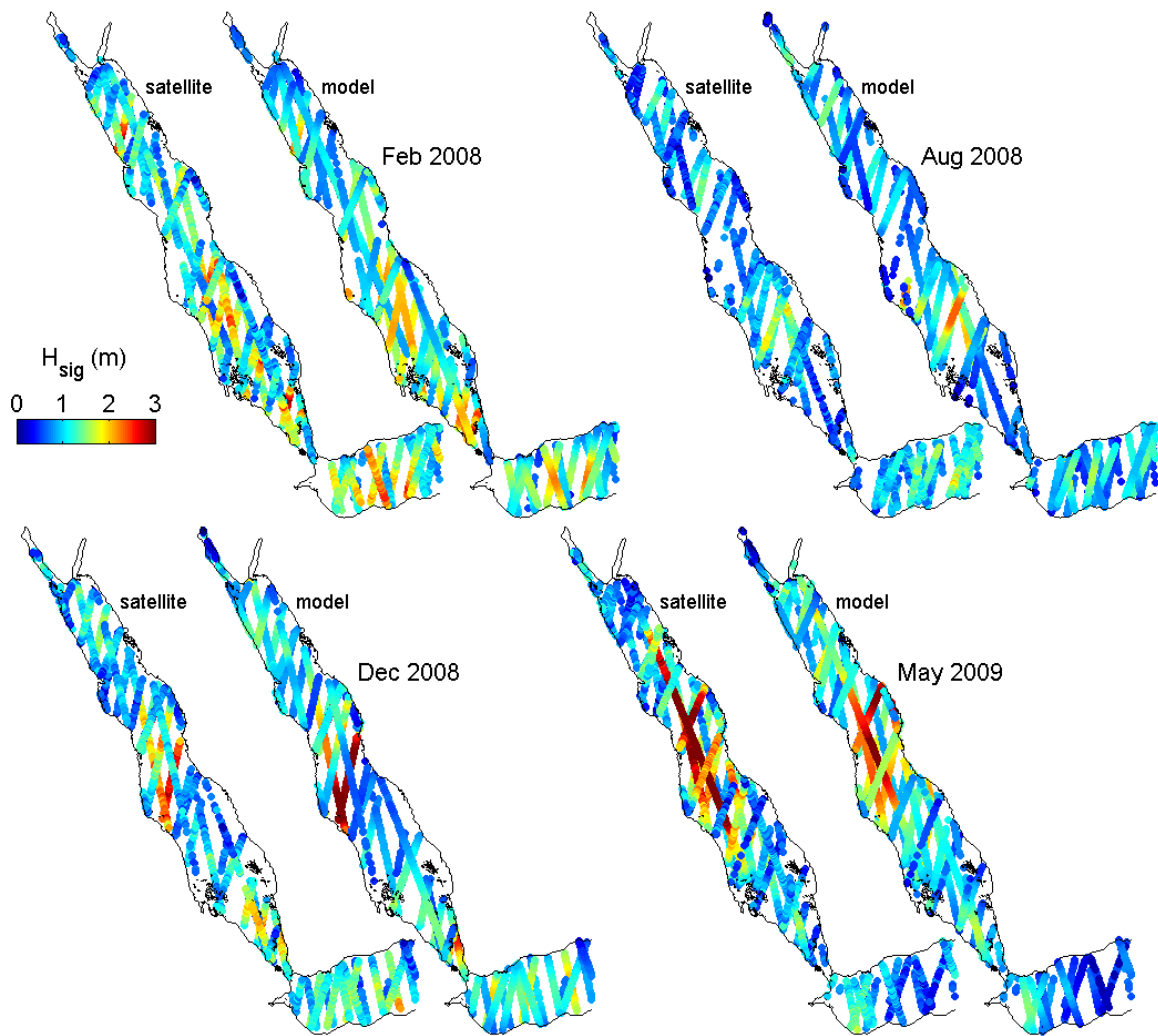 satellite
model
Feb 2008
satellite
model
Aug 2008
H_sig (m)
0 1 2 3
satellite
model
Dec 2008
satellite
model
May 2009